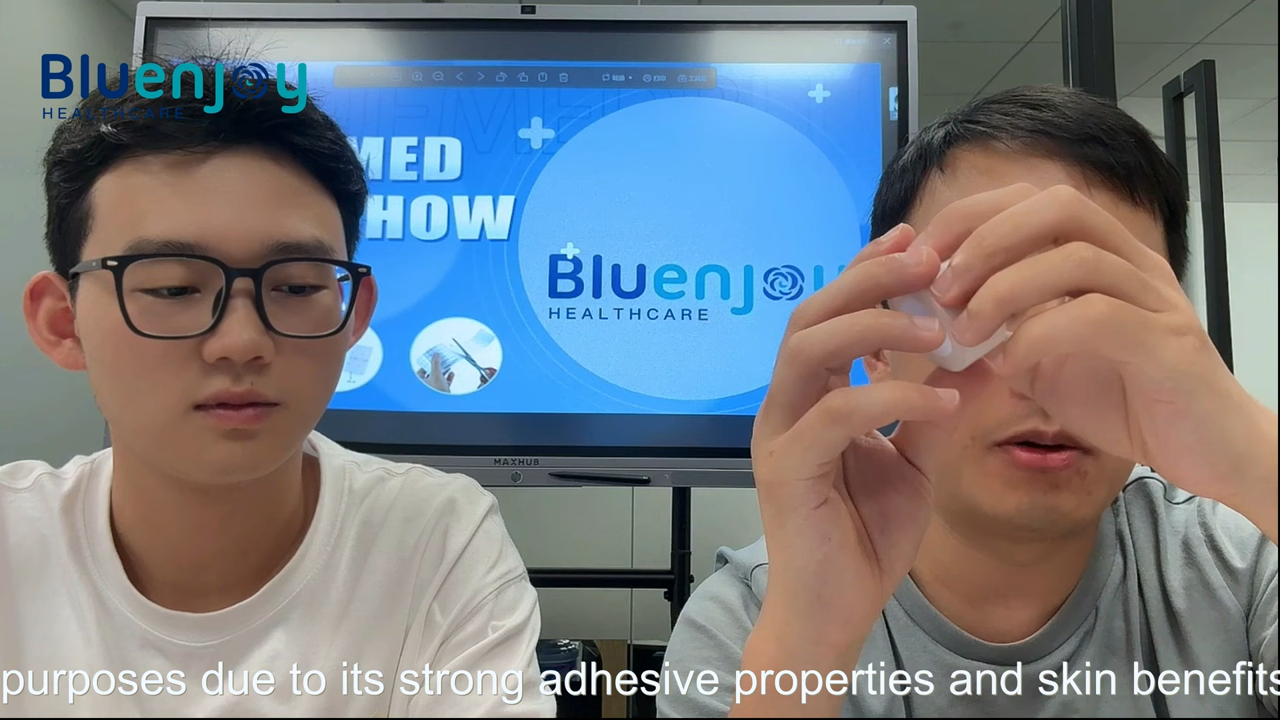 Bluenjoy
HEALTHCARE
MED
HOW
Bluenjoy
HEALTHCARE
MAXHUB
purposes due to its strong adhesive properties and skin benefits